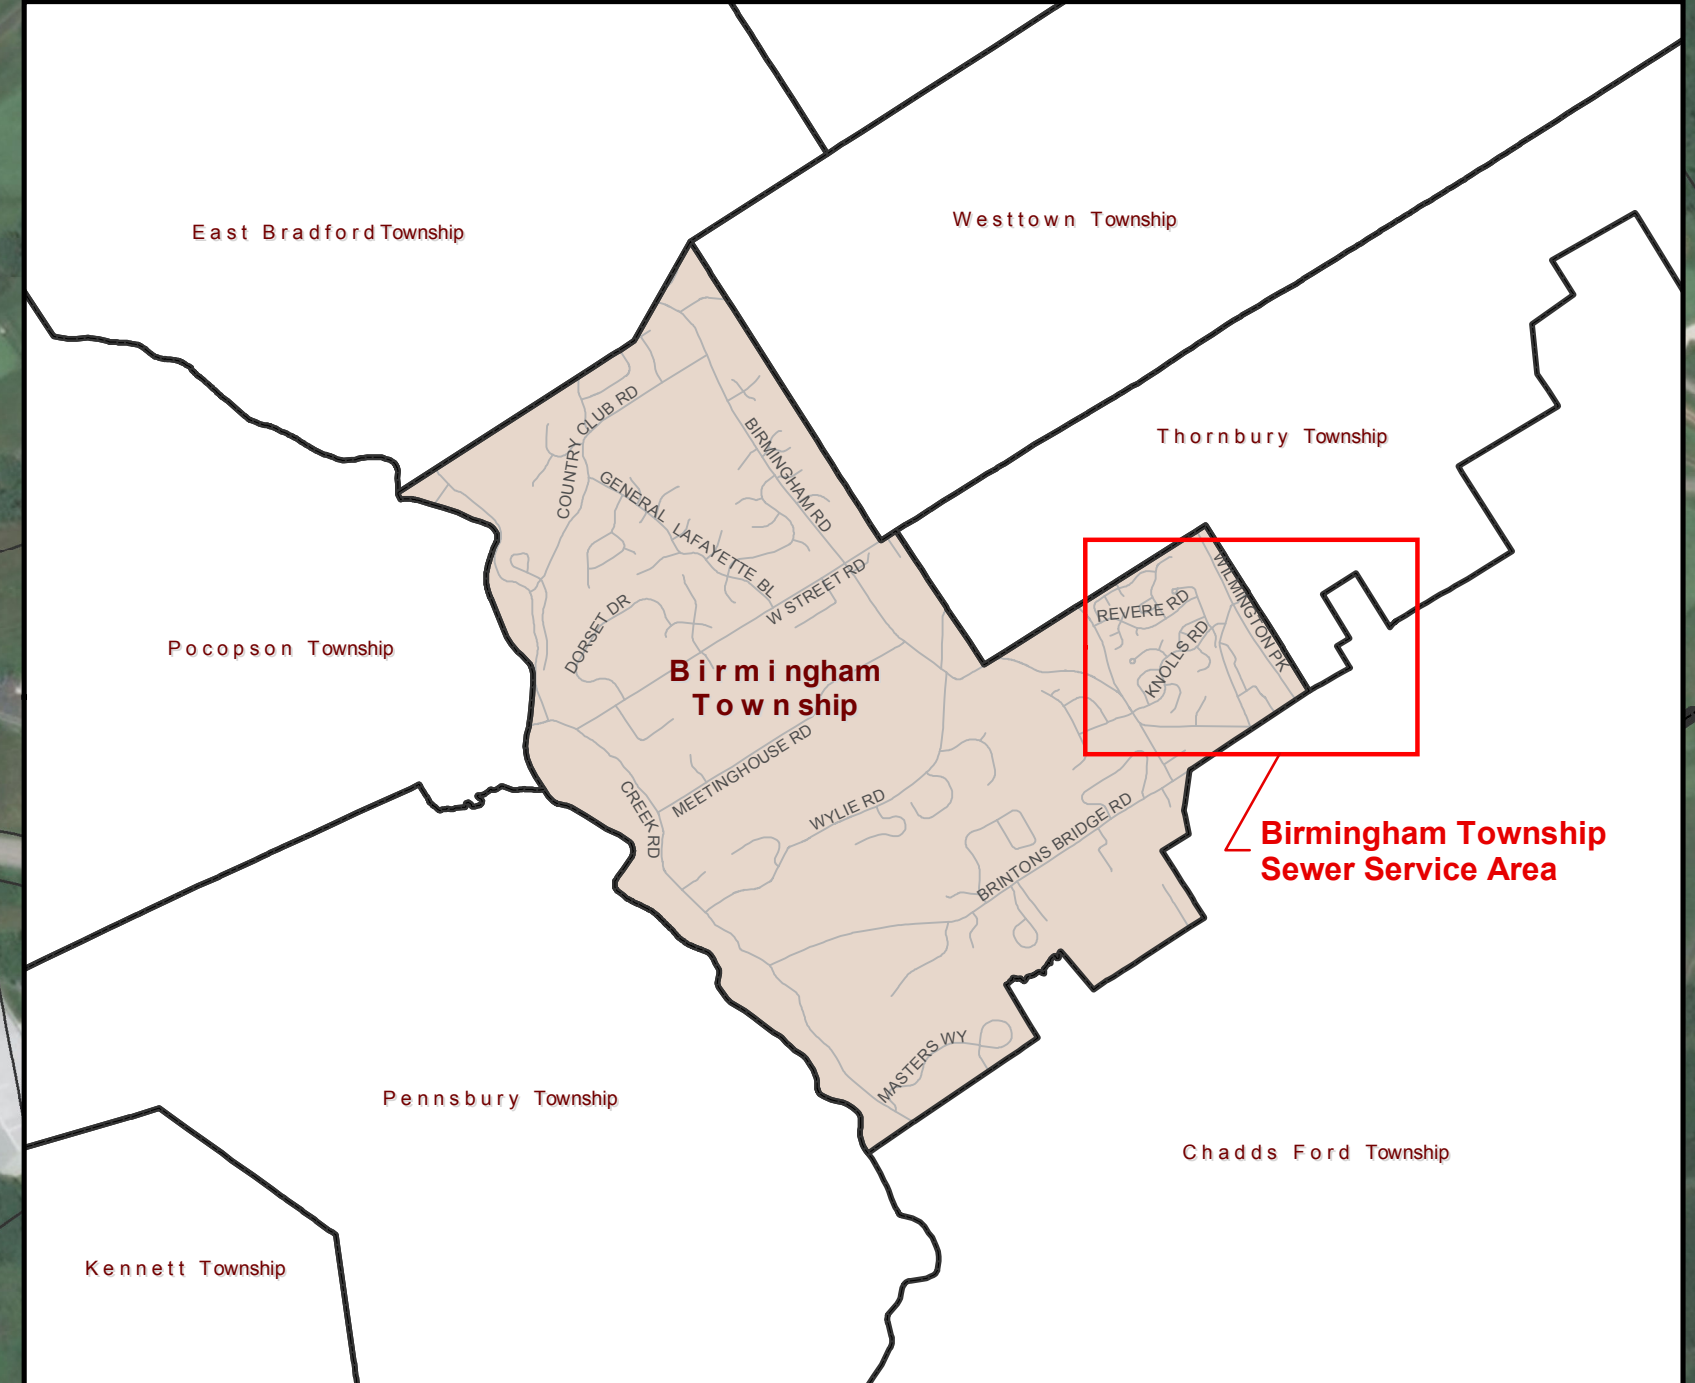 Westtown Township
East Bradford Township
Thornbury Township
COUNTRY CLUB RD
BIRMINGHAM RD
GENERAL LAFAYETTE BL
W STREET RD
DORSET DR
REVERE RD
WILMINGTON PK
KNOLLS RD
Pocopson Township
Birmingham
Township
MEETINGHOUSE RD
CREEK RD
WYLIE RD
BRINTONS BRIDGE RD
Birmingham Township
Sewer Service Area
MASTERS WY
Pennsbury Township
Chadds Ford Township
Kennett Township